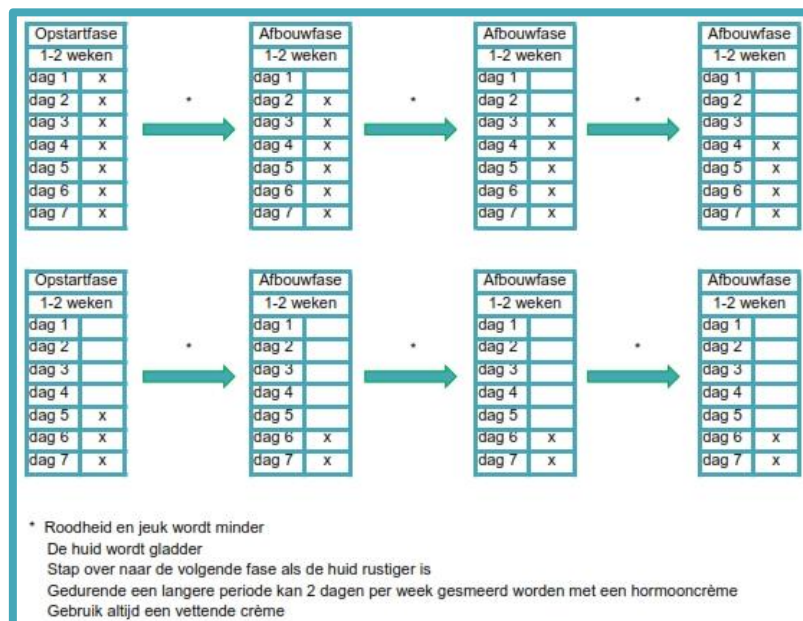 Opstartfase Afbouwfase Afbouwfase Afbouwfase
1-2 weken 1-2 weken 1-2 weken 1-2 weken
dag 1 x dag 1 dag 1 dag 1
dag 2 x * dag 2 x * dag 2 * dag 2
dag 3 x dag 3 x dag 3 x dag 3
dag 4 x dag 4 x dag 4 x dag 4 x
dag 5 x dag 5 x dag 5 x dag 5 x
dag 6 x dag 6 x dag 6 x dag 6 x
dag 7 x dag 7 x dag 7 x dag 7 x
Opstartfase Afbouwfase Afbouwfase Afbouwfase
1-2 weken 1-2 weken 1-2 weken 1-2 weken
dag 1 dag 1 dag 1 dag 1
dag 2 * dag 2 * dag 2 * dag 2
dag 3 dag 3 dag 3 dag 3
dag 4 dag 4 dag 4 dag 4
dag 5 x dag 5 dag 5 dag 5
dag 6 x dag 6 x dag 6 x dag 6 x
dag 7 x dag 7 x dag 7 x dag 7 x
* Roodheid en jeuk wordt minder
De huid wordt gladder
Stap over naar de volgende fase als de huid rustiger is
Gedurende een langere periode kan 2 dagen per week gesmeerd worden met een hormooncrème
Gebruik altijd een vettende crème